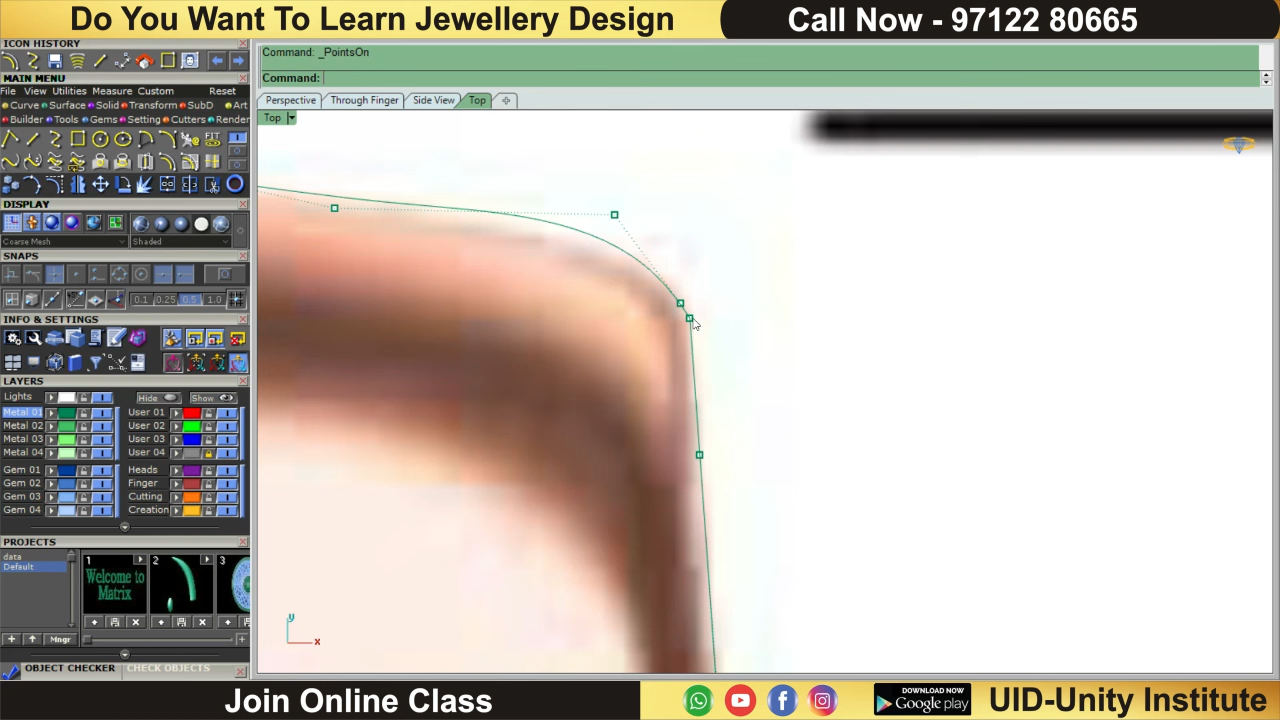 Do You Want To Learn Jewellery Design
Call Now - 97122 80665
ICON HISTORY
MAIN MENU
File View Utilities Measure Custom Reset
Curve Surface Solid Transform SubD Art
Builder Tools Gems Setting Cutters Render
FIT
DISPLAY
Coarse Mesh
Shaded
SNAPS
0.1 0.25 0.5 1.0
INFO & SETTINGS
LAYERS
Lights Hide Show
Metal 01 User 01
Metal 02 User 02
Metal 03 User 03
Metal 04 User 04
Gem 01 Heads
Gem 02 Finger
Gem 03 Cutting
Gem 04 Creation
PROJECTS
data
Default
1 2 3
Welcome to
Matrix
Mngr
OBJECT CHECKER CHECK OBJECTS
Command: _PointsOn
Command:
Perspective Through Finger Side View Top
Top
y
x
Join Online Class
DOWNLOAD NOW
Google play
UID-Unity Institute